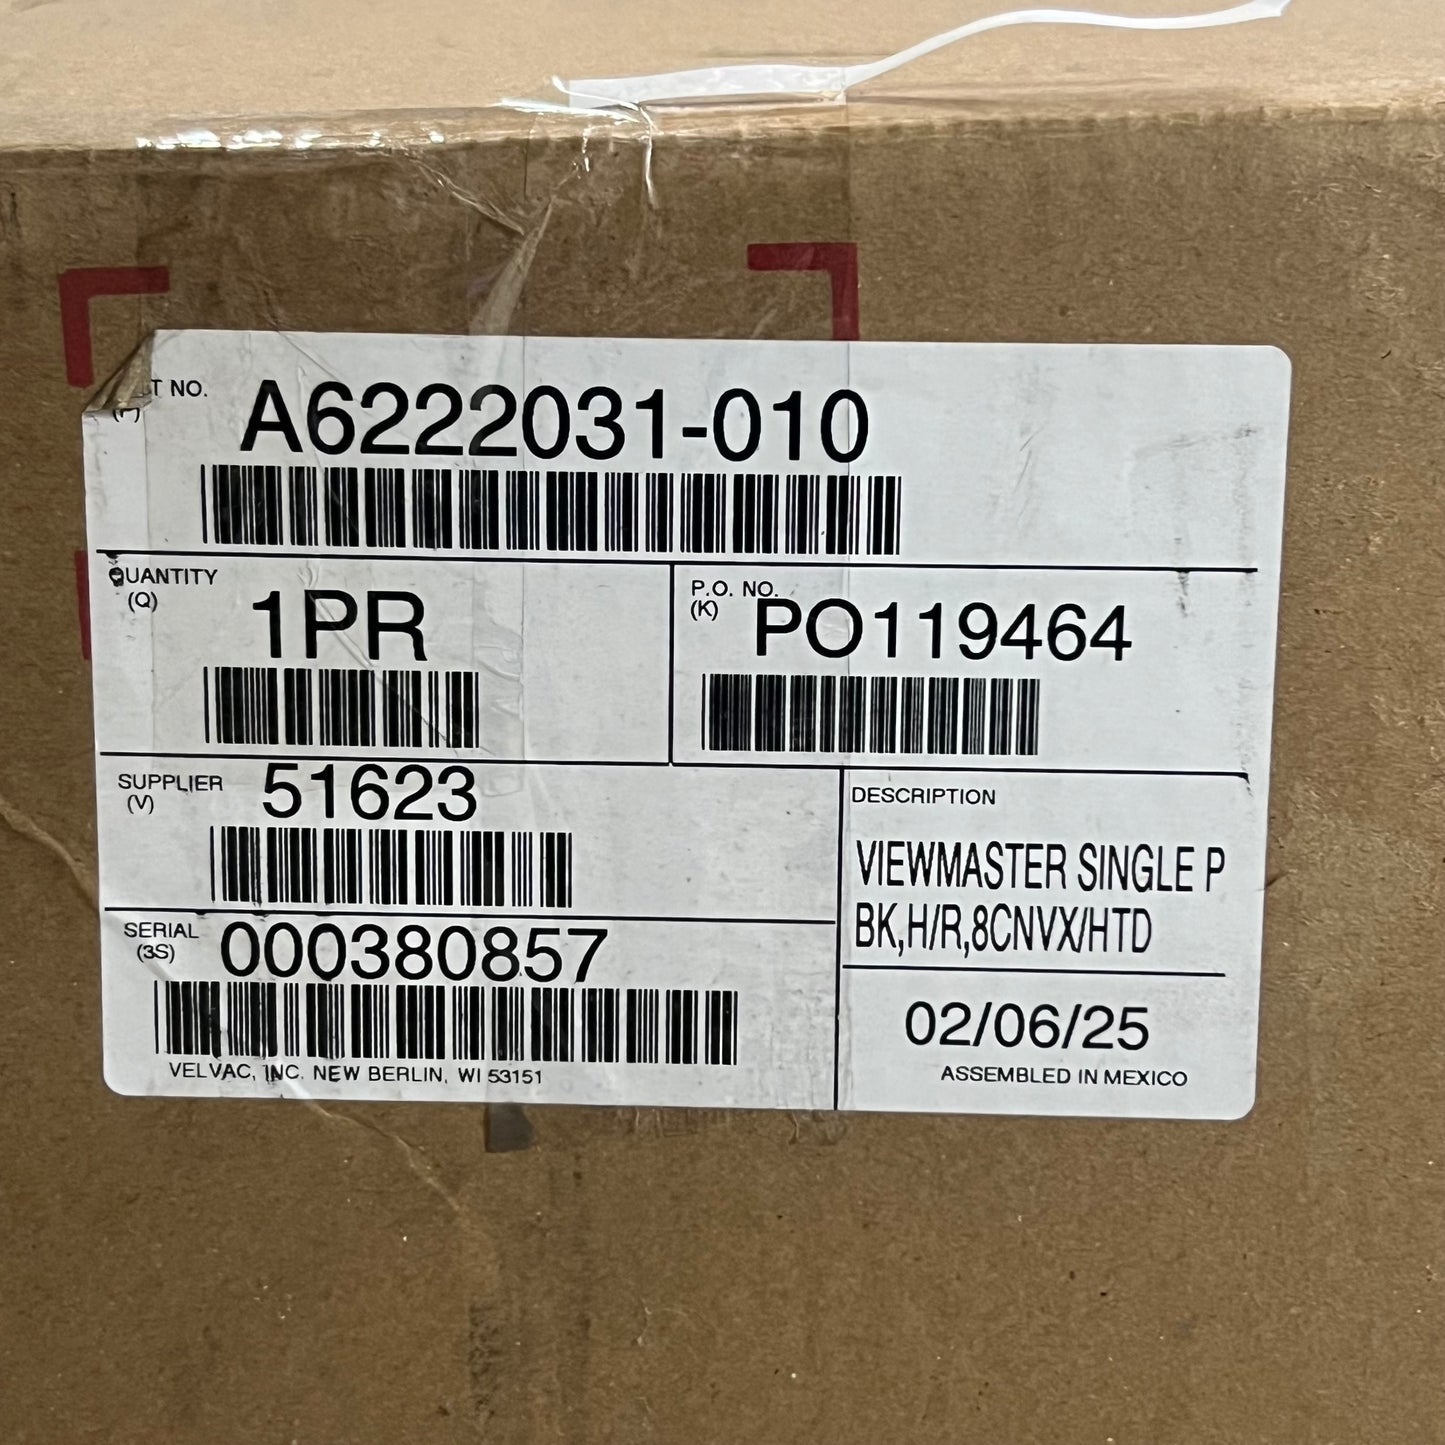 T NO.
A6222031-010
QUANTITY
(Q)
1PR
P.O. NO.
(K)
PO119464
SUPPLIER
(V)
51623
DESCRIPTION
VIEWMASTER SINGLE P
BK,H/R,8CNVX/HTD
SERIAL
(3S)
000380857
02/06/25
VELVAC, INC. NEW BERLIN, WI 53151
ASSEMBLED IN MEXICO